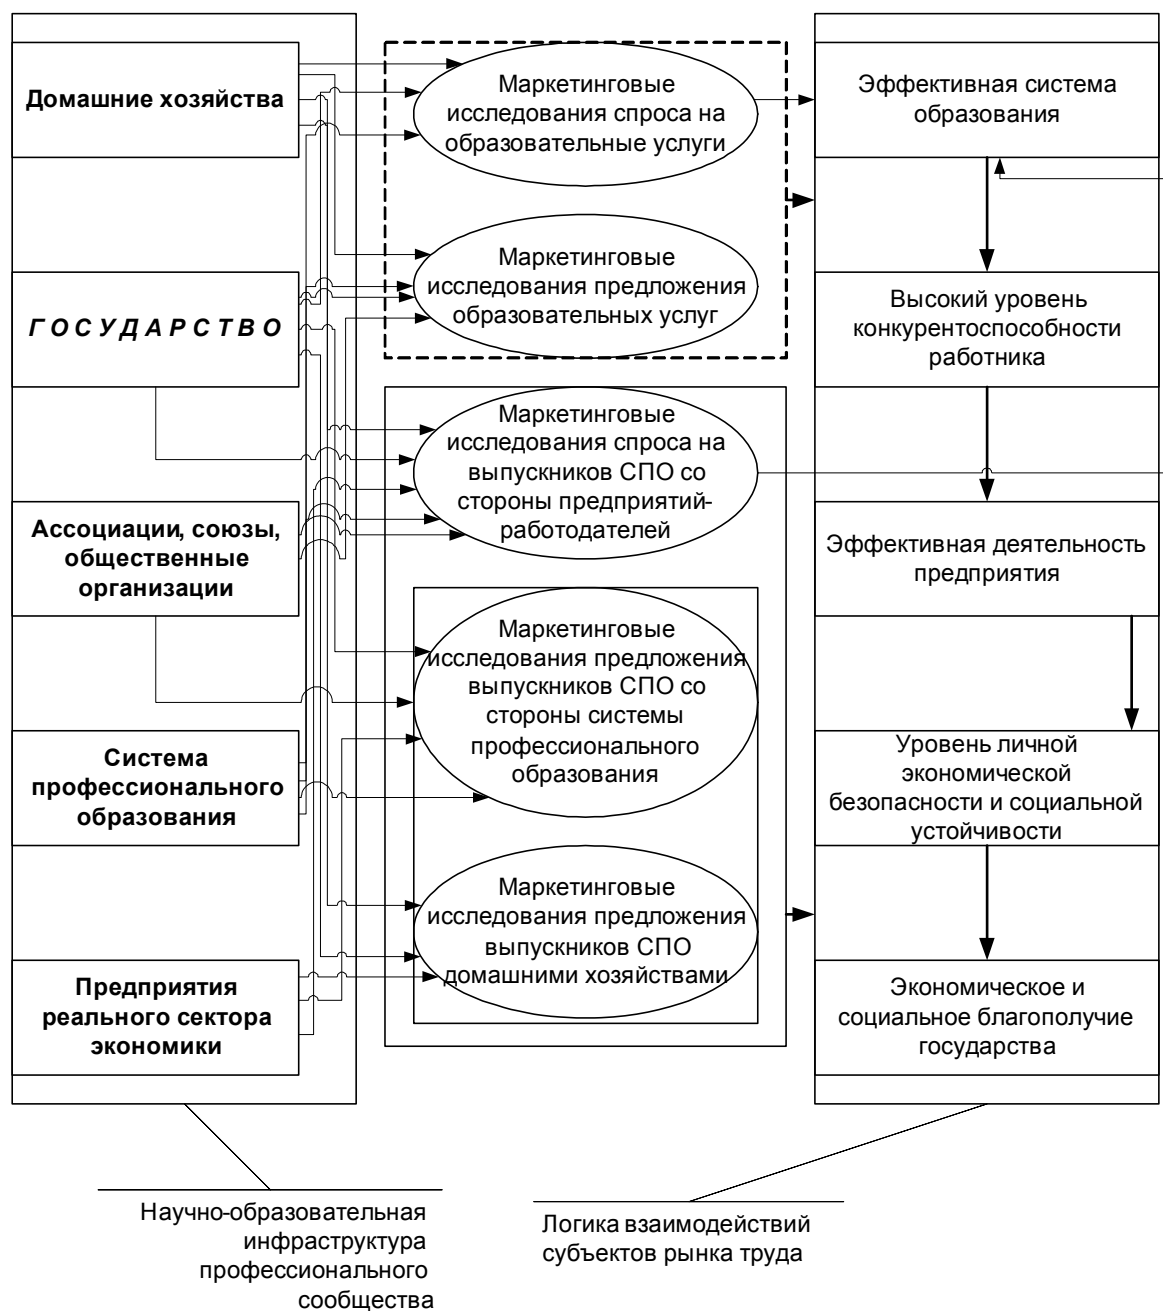 Домашние хозяйства
Г О С У Д А Р С Т В О
Ассоциации, союзы,
общественные
организации
Система
профессионального
образования
Предприятия
реального сектора
экономики
Маркетинговые
исследования спроса на
образовательные услуги
Маркетинговые
исследования предложения
образовательных услуг
Маркетинговые
исследования спроса на
выпускников СПО со
стороны предприятий-
работодателей
Маркетинговые
исследования предложения
выпускников СПО со
стороны системы
профессионального
образования
Маркетинговые
исследования предложения
выпускников СПО
домашними хозяйствами
Эффективная система
образования
Высокий уровень
конкурентоспособности
работника
Эффективная деятельность
предприятия
Уровень личной
экономической
безопасности и социальной
устойчивости
Экономическое и
социальное благополучие
государства
Научно-образовательная
инфраструктура
профессионального
сообщества
Логика взаимодействий
субъектов рынка труда